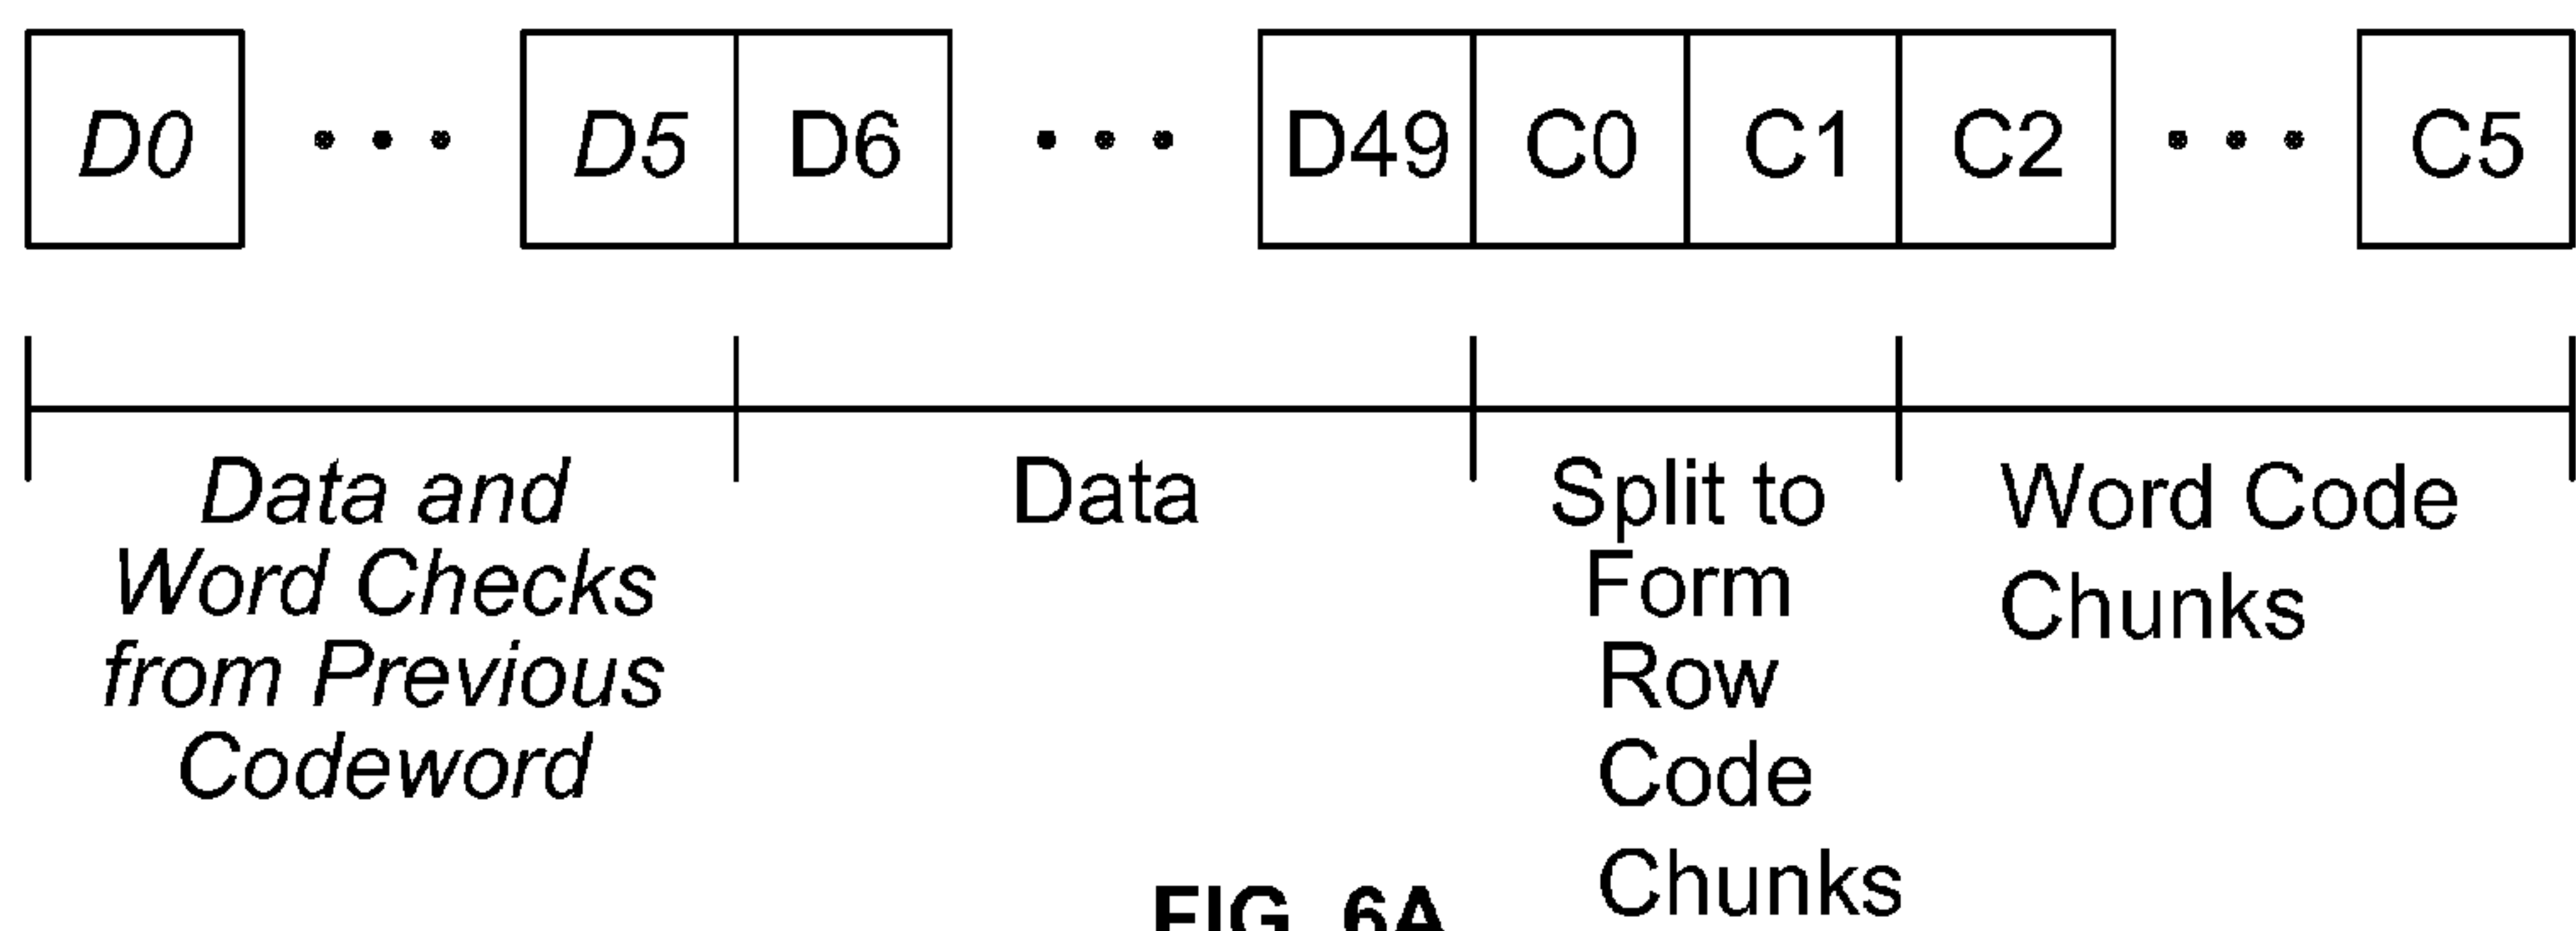 D0 ... D5 D6 ... D49 C0 C1 C2 ... C5
Data and
Word Checks
from Previous
Codeword
Data
Split to
Form
Row
Code
Chunks
Word Code
Chunks
FIG. 6A